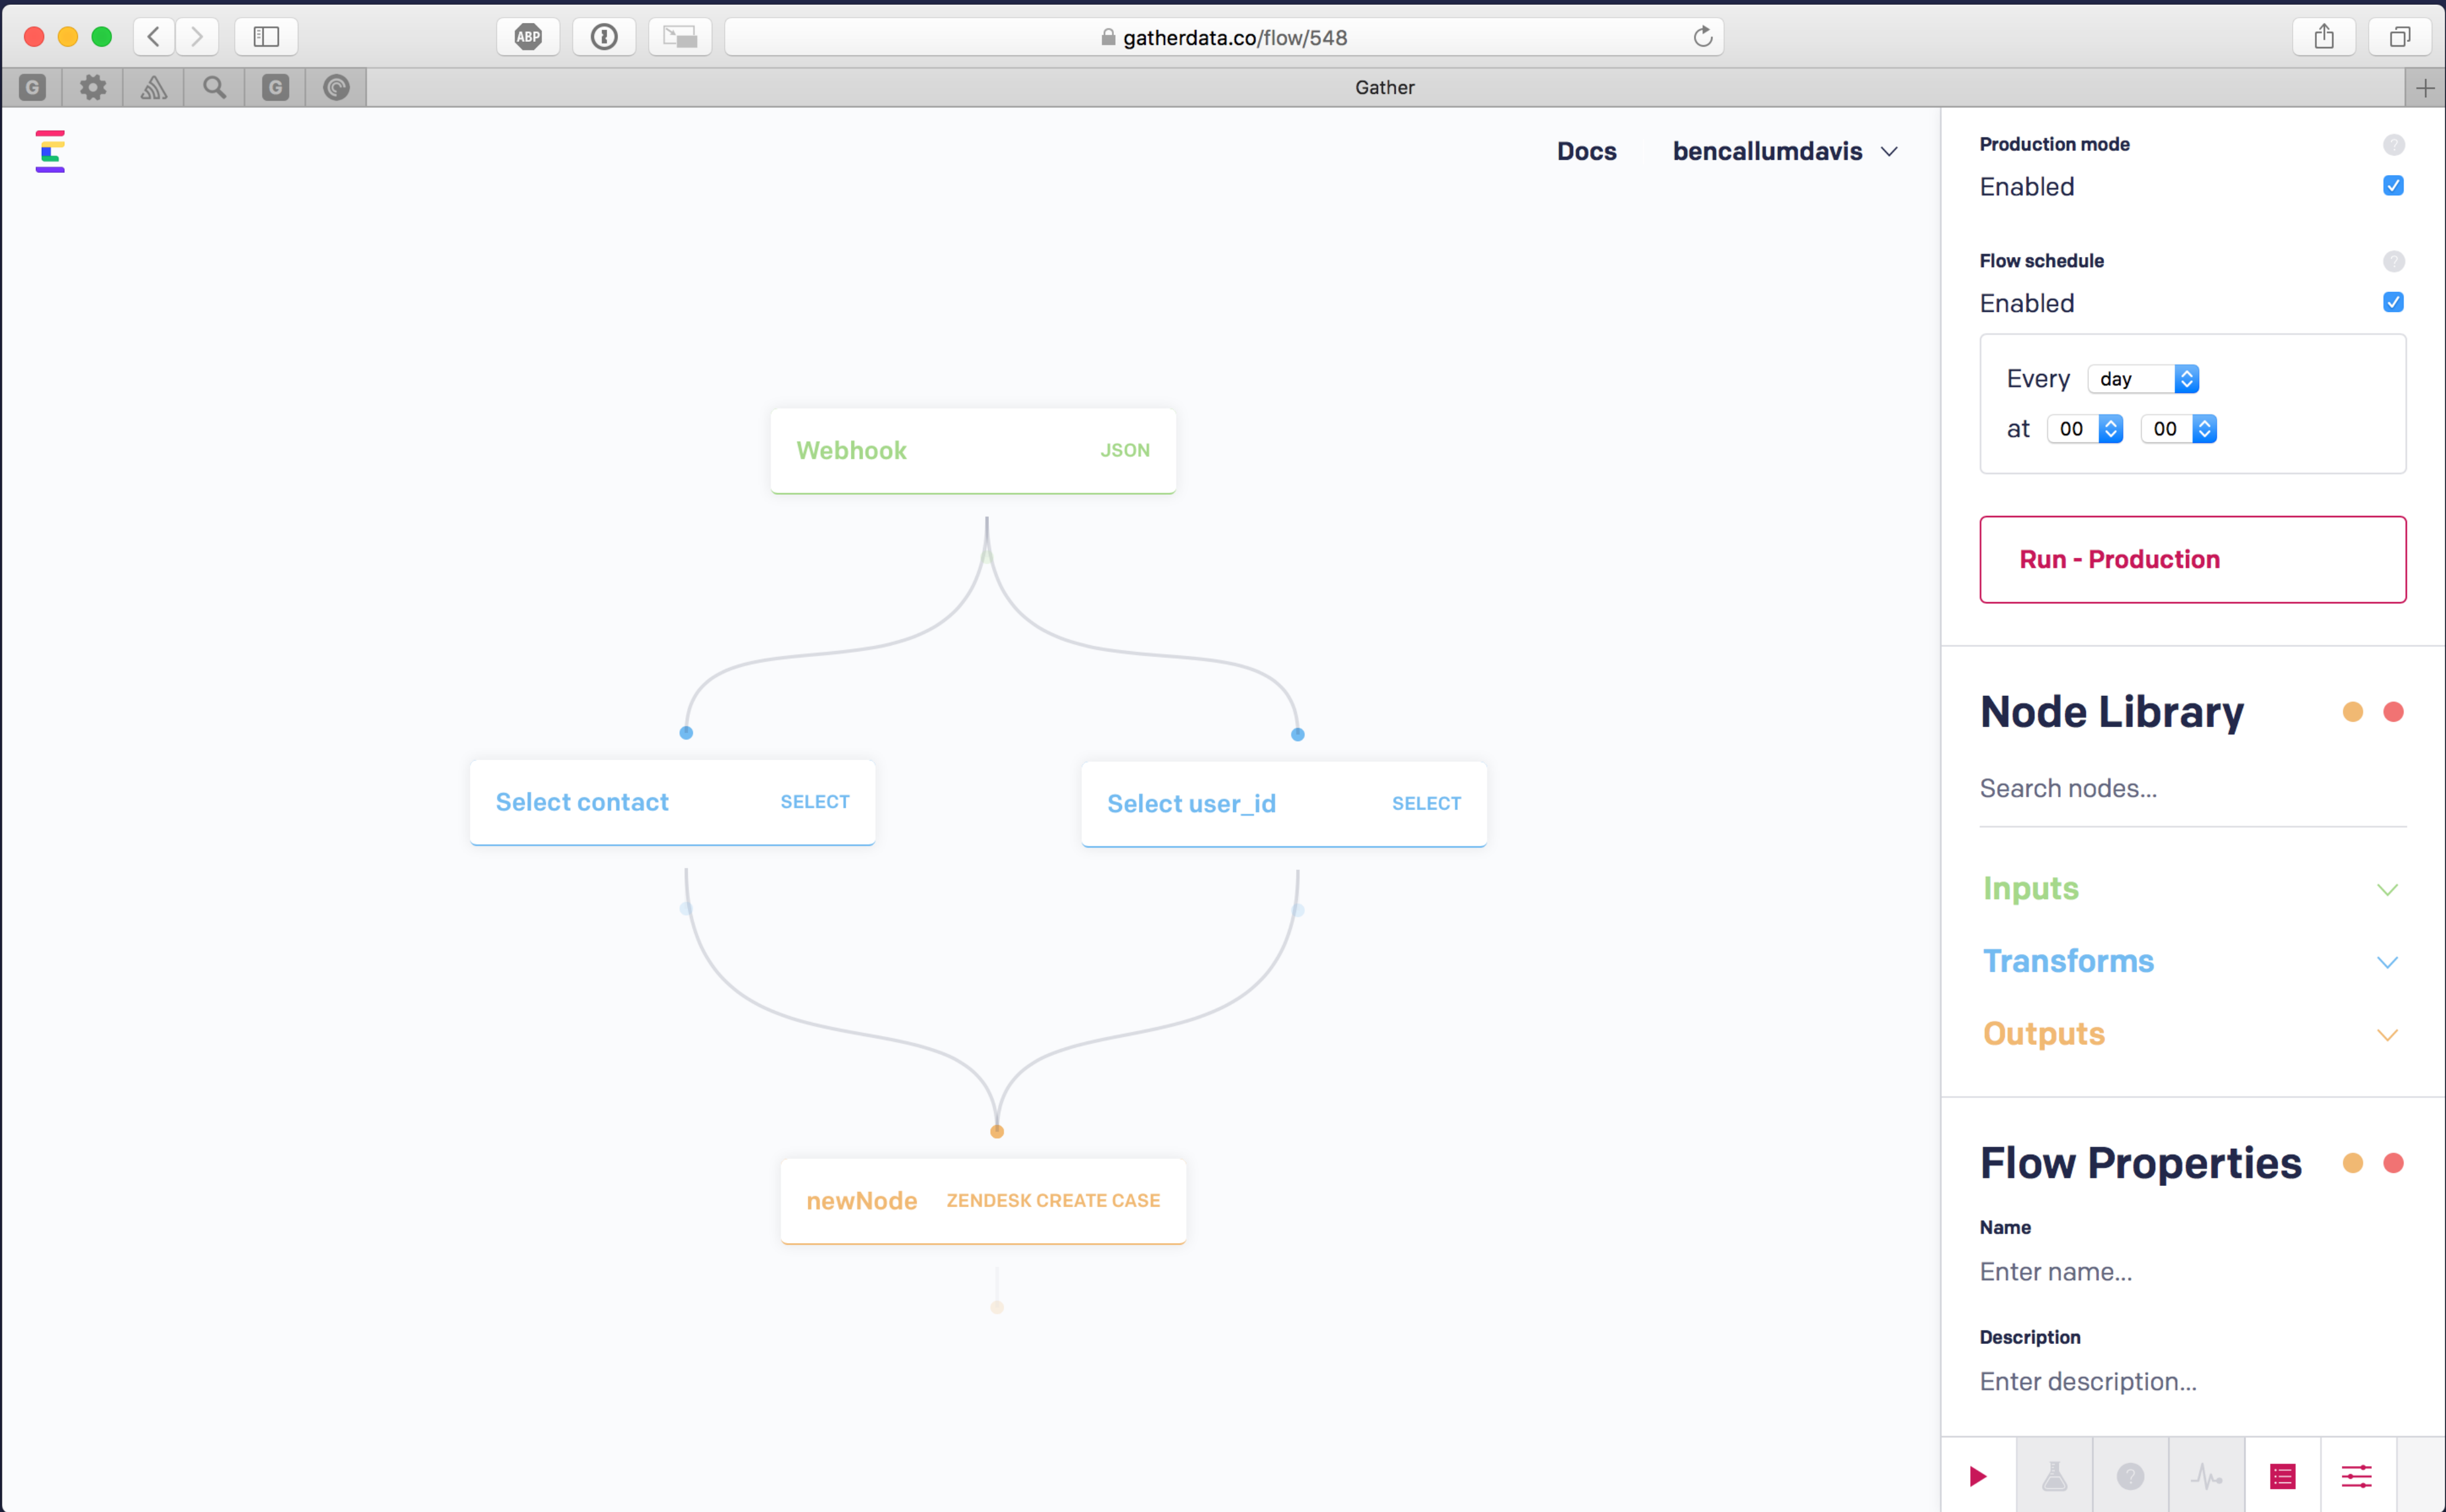 ABP
gatherdata.co/flow/548
G
G
Gather
Docs
bencallumdavis
Webhook
JSON
Select contact
SELECT
Select user_id
SELECT
newNode
ZENDESK CREATE CASE
Production mode
?
Enabled
Flow schedule
?
Enabled
Every day
at 00 00
Run - Production
Node Library
Search nodes...
Inputs
Transforms
Outputs
Flow Properties
Name
Enter name...
Description
Enter description...
?